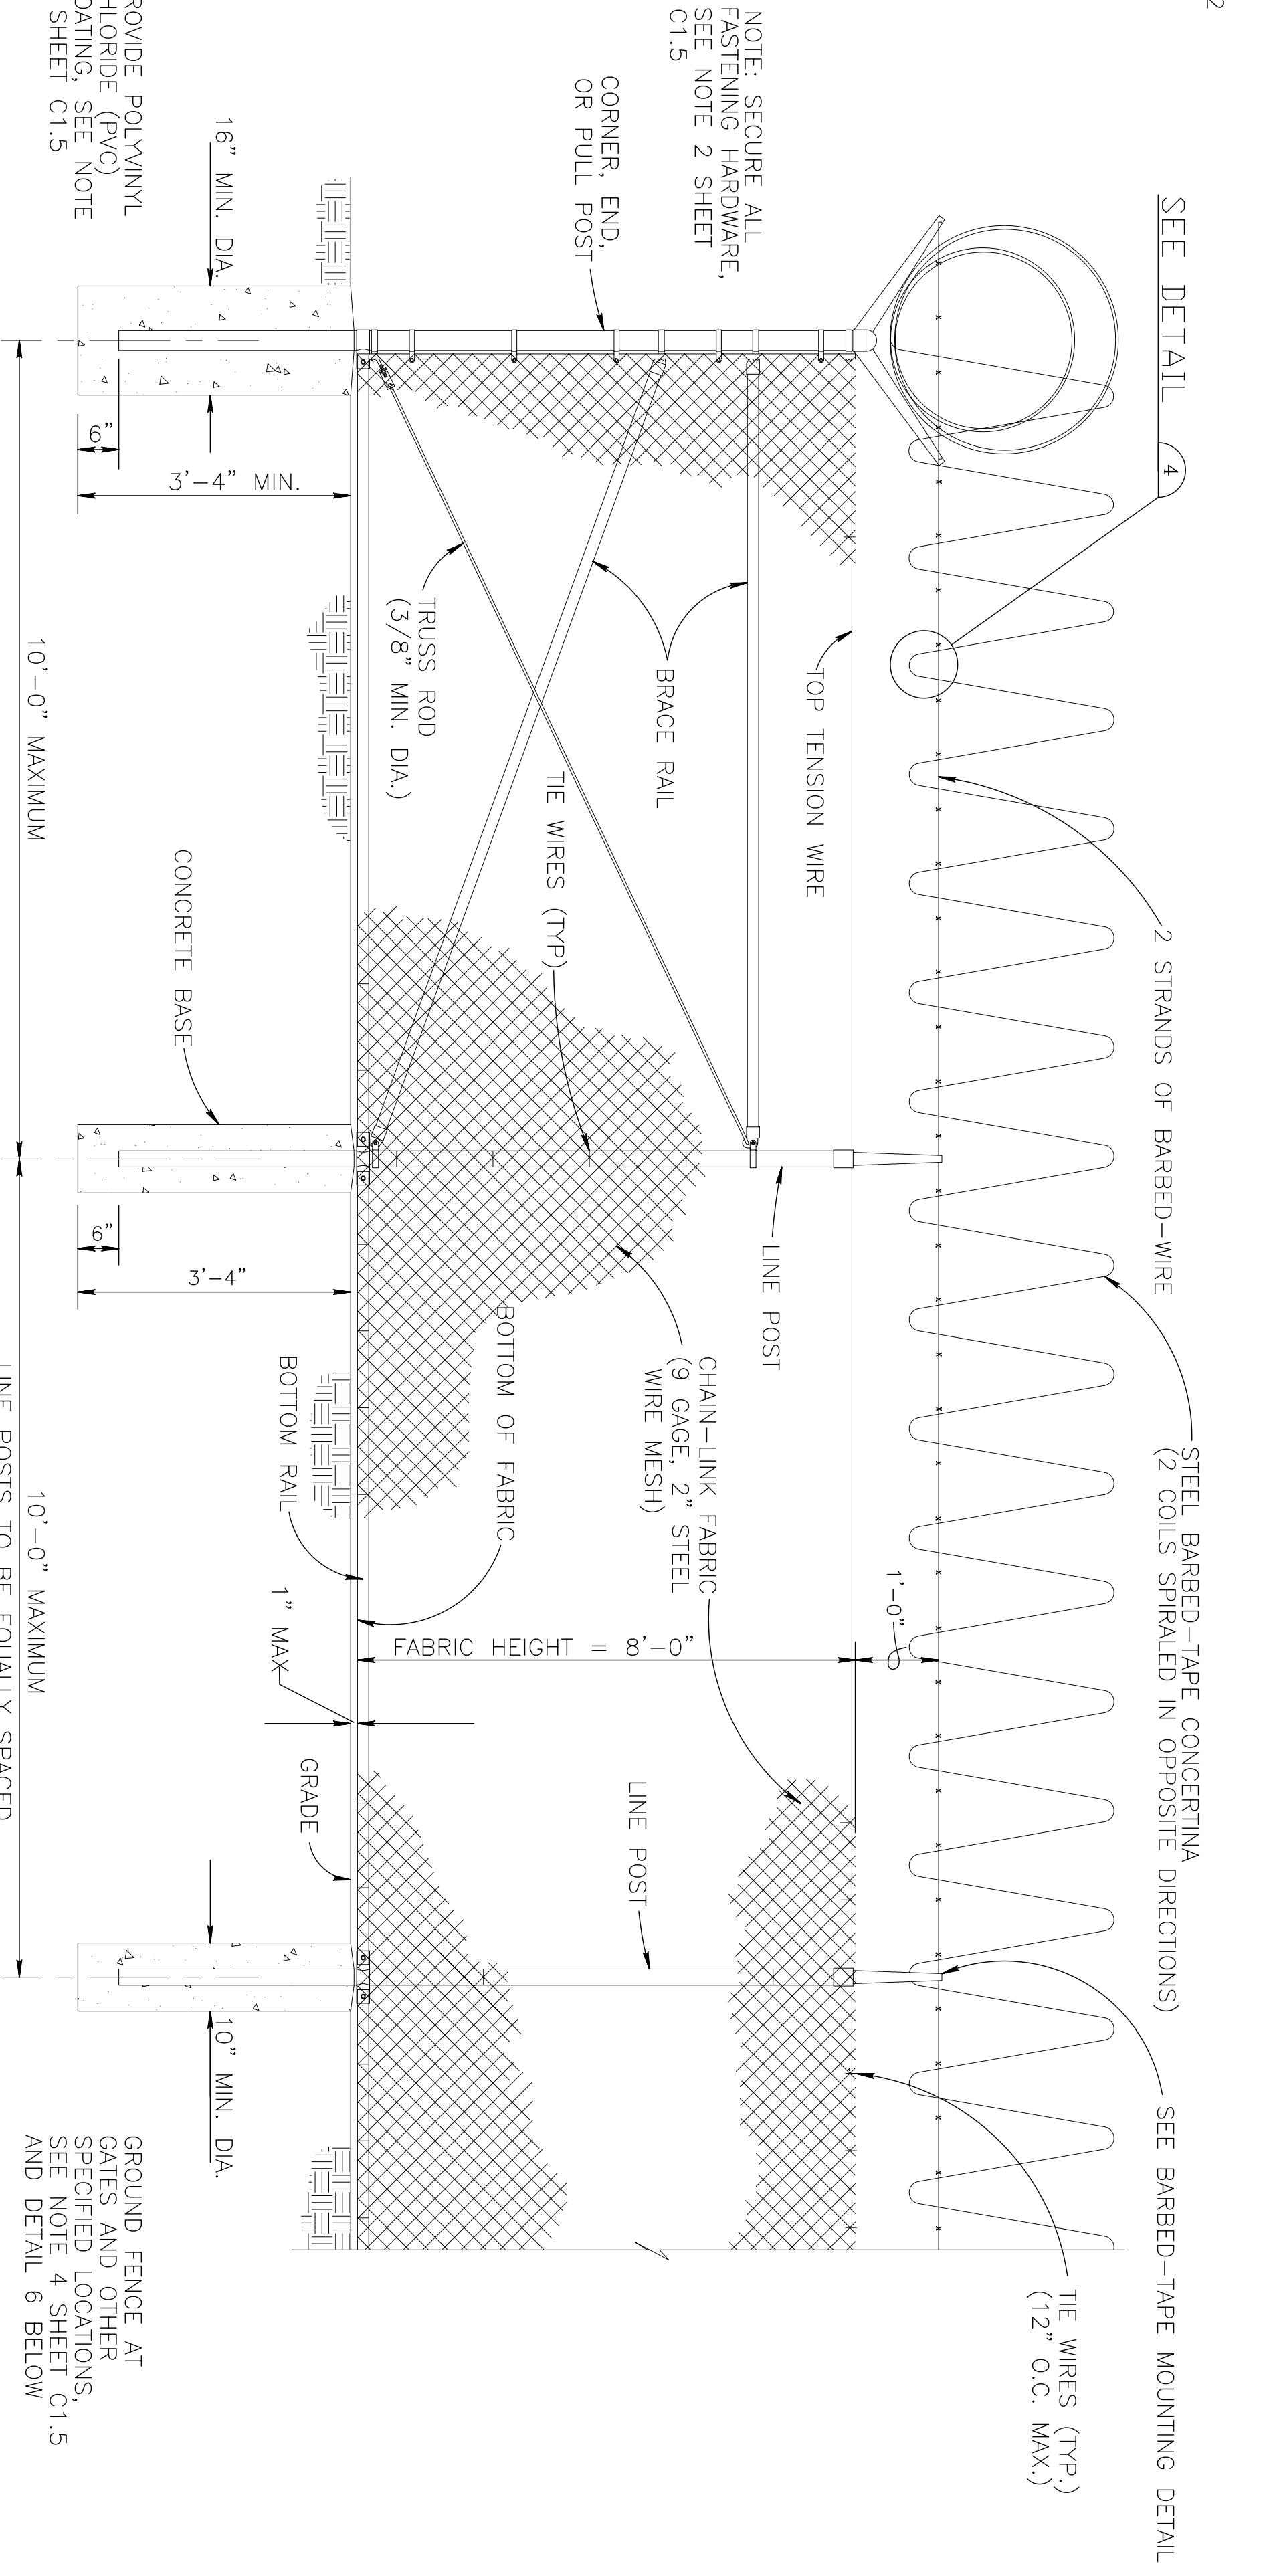 2
SEE DETAIL
4
2 STRANDS OF BARBED-WIRE
STEEL BARBED-TAPE CONCERTINA
(2 COILS SPIRALED IN OPPOSITE DIRECTIONS)
SEE BARBED-TAPE MOUNTING DETAIL
TIE WIRES (TYP.)
(12" O.C. MAX.)
NOTE: SECURE ALL
FASTENING HARDWARE,
SEE NOTE 2 SHEET
C1.5
CORNER, END,
OR PULL POST
TOP TENSION WIRE
BRACE RAIL
TIE WIRES (TYP)
TRUSS ROD
(3/8" MIN. DIA.)
LINE POST
CHAIN-LINK FABRIC
(9 GAGE, 2" STEEL
WIRE MESH)
1'-0"
FABRIC HEIGHT = 8'-0"
LINE POST
BOTTOM OF FABRIC
BOTTOM RAIL
1" MAX
GRADE
16" MIN. DIA.
6"
3'-4" MIN.
CONCRETE BASE
6"
3'-4"
10" MIN. DIA.
ROVIDE POLYVINYL
HLORIDE (PVC)
OATING, SEE NOTE
SHEET C1.5
10'-0" MAXIMUM
10'-0" MAXIMUM
LINE POSTS TO BE EQUALLY SPACED
GROUND FENCE AT
GATES AND OTHER
SPECIFIED LOCATIONS,
SEE NOTE 4 SHEET C1.5
AND DETAIL 6 BELOW